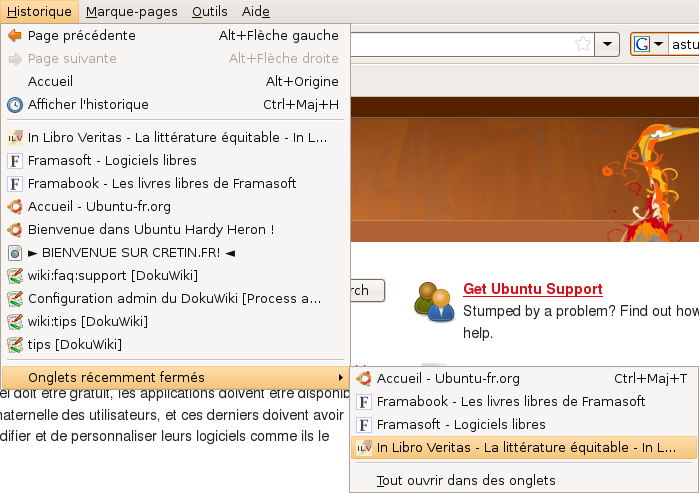 Historique Marque-pages Outils Aide
Page précédente Alt+Flèche gauche
Page suivante Alt+Flèche droite
Accueil Alt+Origine
Afficher l'historique Ctrl+Maj+H
In Libro Veritas - La littérature équitable - In L...
Framasoft - Logiciels libres
Framabook - Les livres libres de Framasoft
Accueil - Ubuntu-fr.org
Bienvenue dans Ubuntu Hardy Heron !
► BIENVENUE SUR CRETIN.FR! ◄
wiki:faq:support [DokuWiki]
Configuration admin du DokuWiki [Process a...
wiki:tips [DokuWiki]
tips [DokuWiki]
Onglets récemment fermés
G astu
rch
Get Ubuntu Support
Stumped by a problem? Find out how
help.
Accueil - Ubuntu-fr.org Ctrl+Maj+T
Framabook - Les livres libres de Framasoft
Framasoft - Logiciels libres
In Libro Veritas - La littérature équitable - In L...
Tout ouvrir dans des onglets
el doit être gratuit, les applications doivent être disponib
naternelle des utilisateurs, et ces derniers doivent avoir
difier et de personnaliser leurs logiciels comme ils le